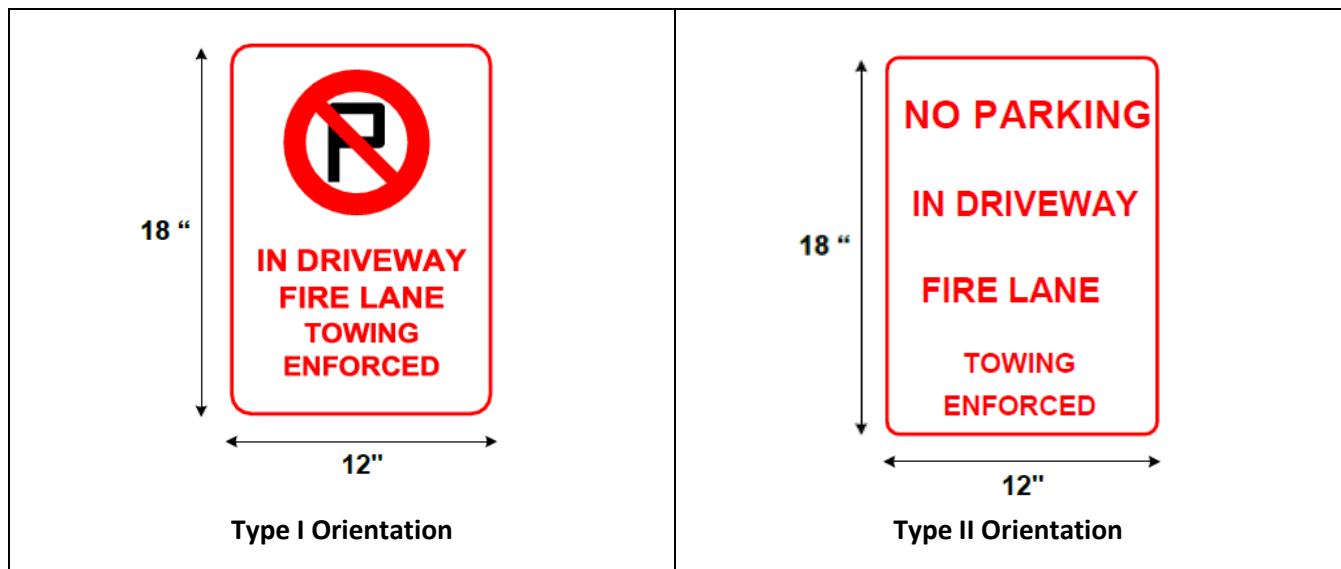 18 “
P
IN DRIVEWAY
FIRE LANE
TOWING
ENFORCED
12"
Type I Orientation
18 “
NO PARKING
IN DRIVEWAY
FIRE LANE
TOWING
ENFORCED
12"
Type II Orientation